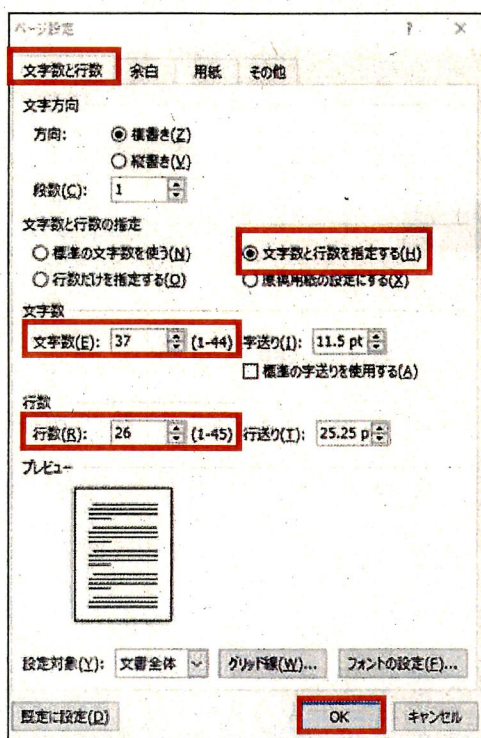 ページ設定 ? ×
文字数と行数 余白 用紙 その他
文字方向
方向: 横書き(Z)
縦書き(V)
段数(C): 1
文字数と行数の指定
標準の文字数を使う(N) 文字数と行数を指定する(H)
行数だけを指定する(O) 原稿用紙の設定にする(X)
文字数
文字数(E): 37 (1-44) 字送り(I): 11.5 pt
標準の字送りを使用する(A)
行数
行数(R): 26 (1-45) 行送り(T): 25.25 p
プレビュー
設定対象(Y): 文書全体 グリッド線(W)... フォントの設定(F)...
既定に設定(D) OK キャンセル